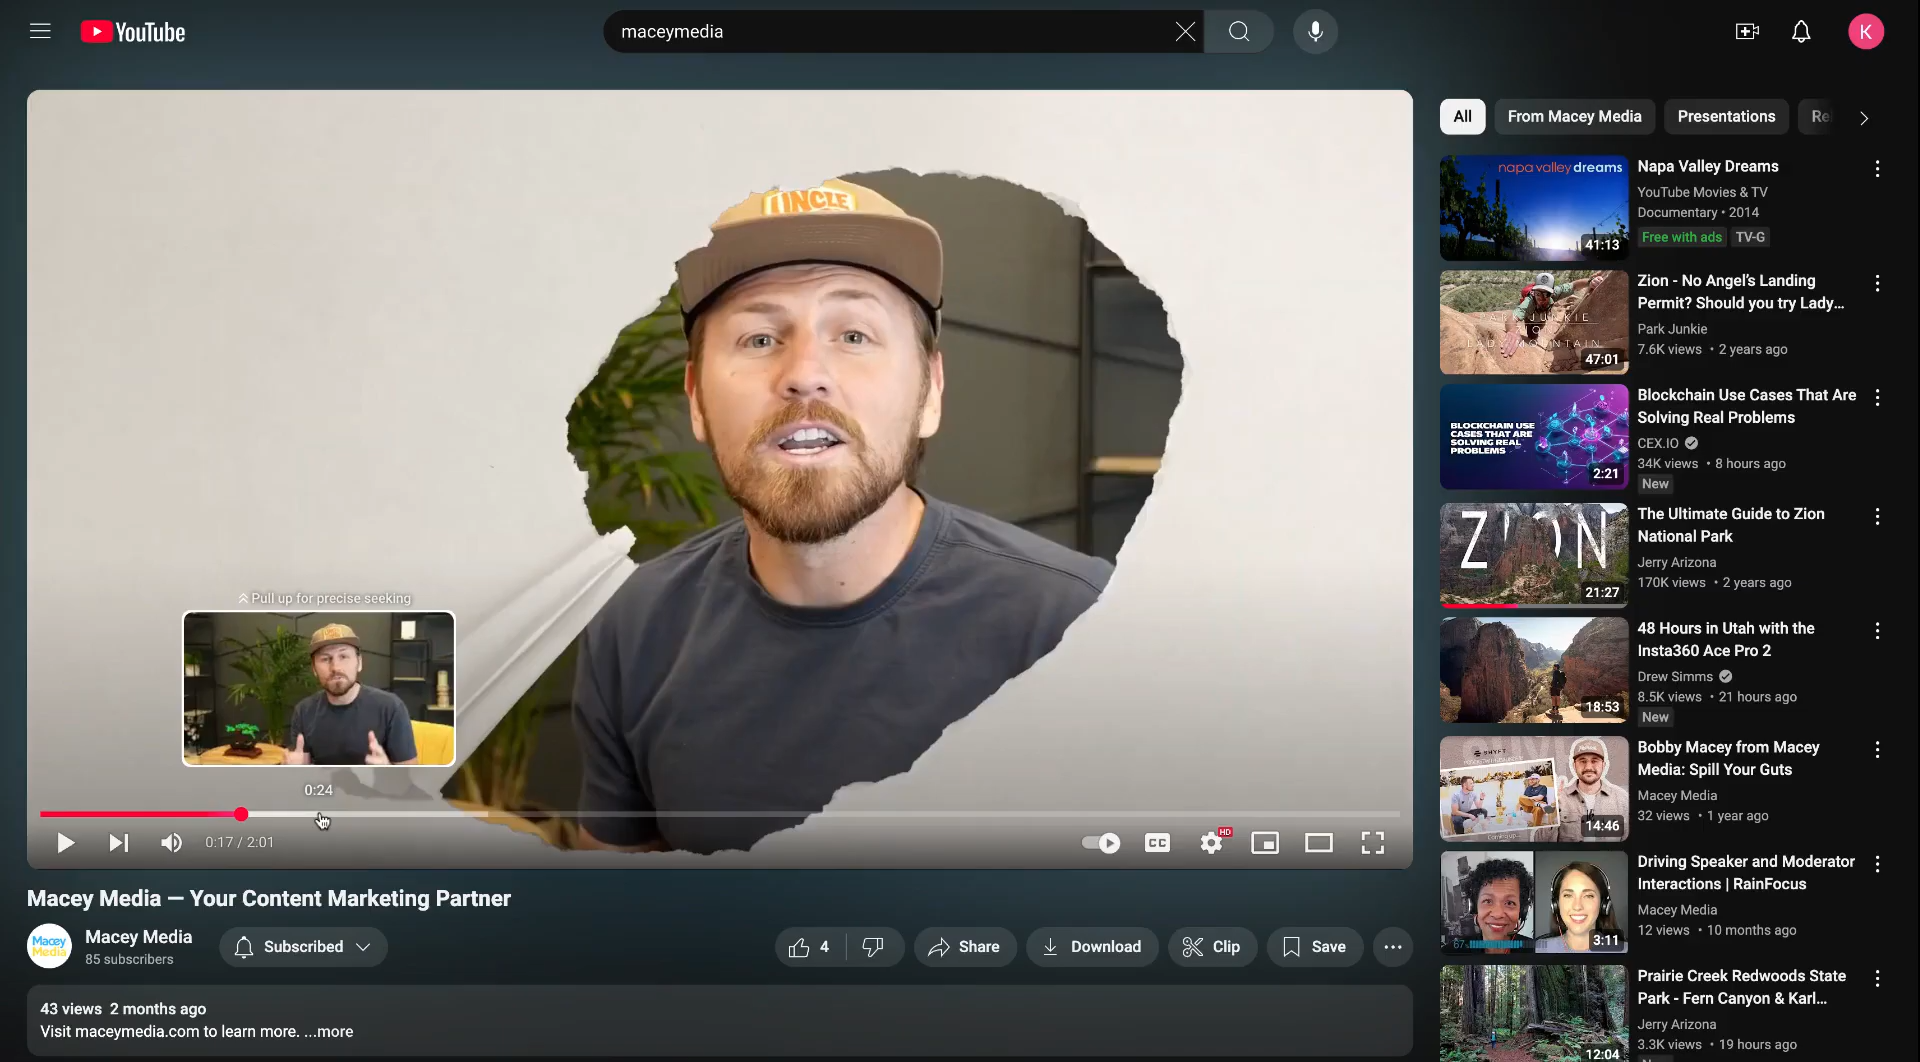 YouTube
maceymedia
K
UNCLE
Pull up for precise seeking
0:24
0:17 / 2:01
CC
HD
Macey Media — Your Content Marketing Partner
Macey Media
Macey Media
85 subscribers
Subscribed
4
Share
Download
Clip
Save
43 views 2 months ago
Visit maceymedia.com to learn more. ...more
All
From Macey Media
Presentations
napa valley dreams
41:13
Napa Valley Dreams
YouTube Movies & TV
Documentary • 2014
Free with ads
TV-G
PARK JUNKIE
ZION
LADY MOUNTAIN
47:01
Zion - No Angel's Landing
Permit? Should you try Lady...
Park Junkie
7.6K views • 2 years ago
BLOCKCHAIN USE
CASES THAT ARE
SOLVING REAL
PROBLEMS
2:21
Blockchain Use Cases That Are
Solving Real Problems
CEX.IO
34K views • 8 hours ago
New
ZION
21:27
The Ultimate Guide to Zion
National Park
Jerry Arizona
170K views • 2 years ago
18:53
48 Hours in Utah with the
Insta360 Ace Pro 2
Drew Simms
8.5K views • 21 hours ago
New
SHYFT
14:46
Bobby Macey from Macey
Media: Spill Your Guts
Macey Media
32 views • 1 year ago
3:11
Driving Speaker and Moderator
Interactions | RainFocus
Macey Media
12 views • 10 months ago
12:04
Prairie Creek Redwoods State
Park - Fern Canyon & Karl...
Jerry Arizona
3.3K views • 19 hours ago